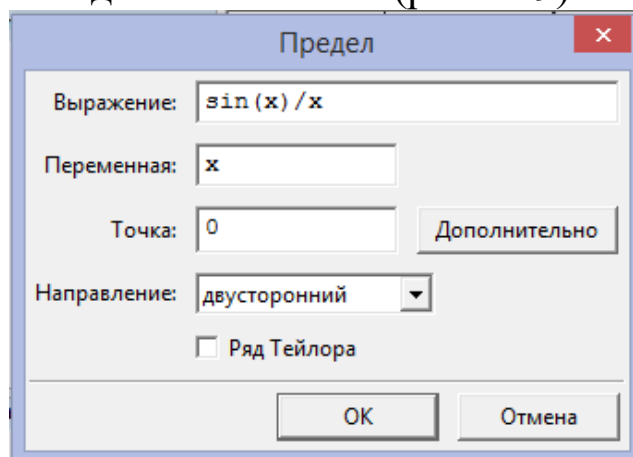 Предел
Выражение: sin(x)/x
Переменная: x
Точка: 0 Дополнительно
Направление: двусторонний
Ряд Тейлора
OK Отмена